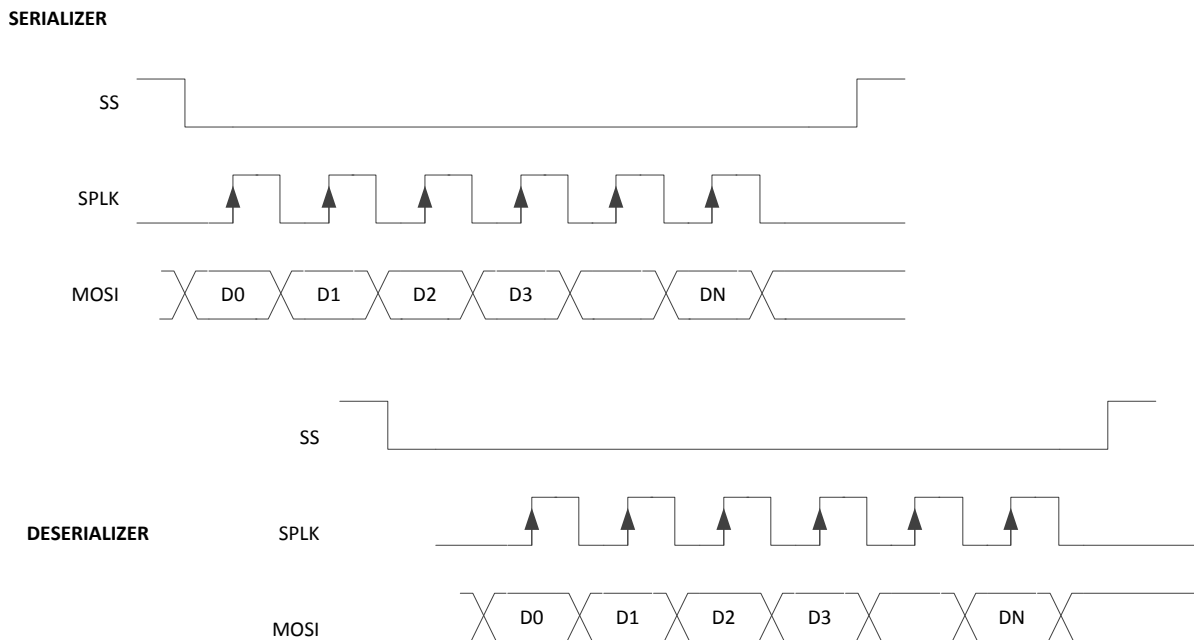 SERIALIZER
SS
SPLK
MOSI
D0 D1 D2 D3 DN
SS
DESERIALIZER SPLK
MOSI
D0 D1 D2 D3 DN